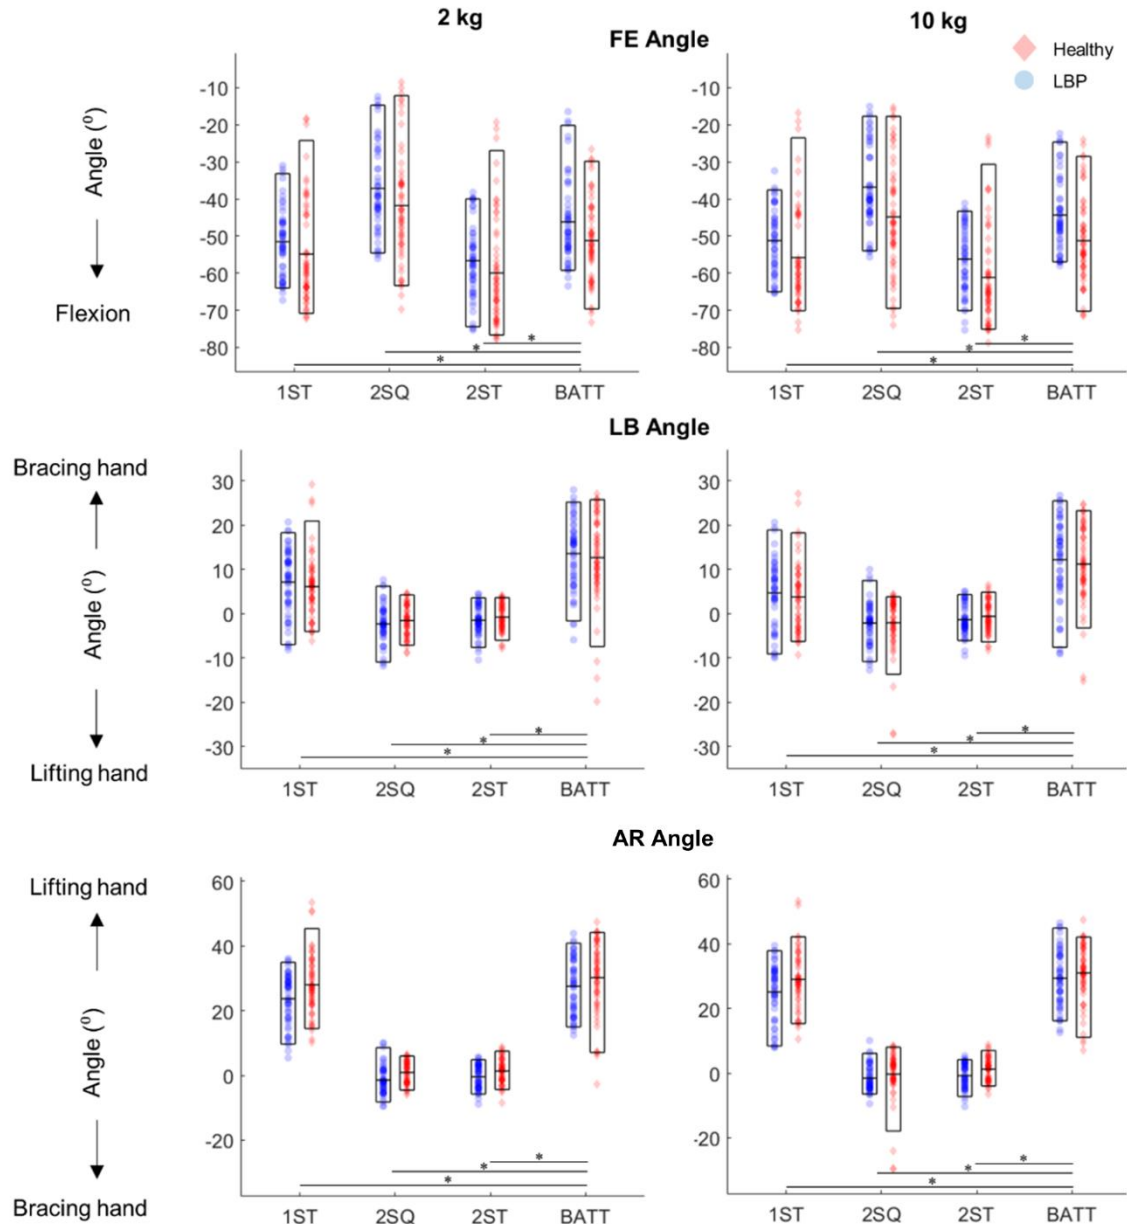 2 kg
10 kg
FE Angle
Healthy
LBP
Angle (⁰)
Flexion
-10
-20
-30
-40
-50
-60
-70
-80
*
*
*
1ST
2SQ
2ST
BATT
-10
-20
-30
-40
-50
-60
-70
-80
*
*
*
1ST
2SQ
2ST
BATT
LB Angle
Bracing hand
Angle (⁰)
Lifting hand
30
20
10
0
-10
-20
-30
*
*
*
1ST
2SQ
2ST
BATT
30
20
10
0
-10
-20
-30
*
*
*
1ST
2SQ
2ST
BATT
AR Angle
Lifting hand
Angle (⁰)
Bracing hand
60
40
20
0
-20
*
*
*
1ST
2SQ
2ST
BATT
60
40
20
0
-20
*
*
*
1ST
2SQ
2ST
BATT